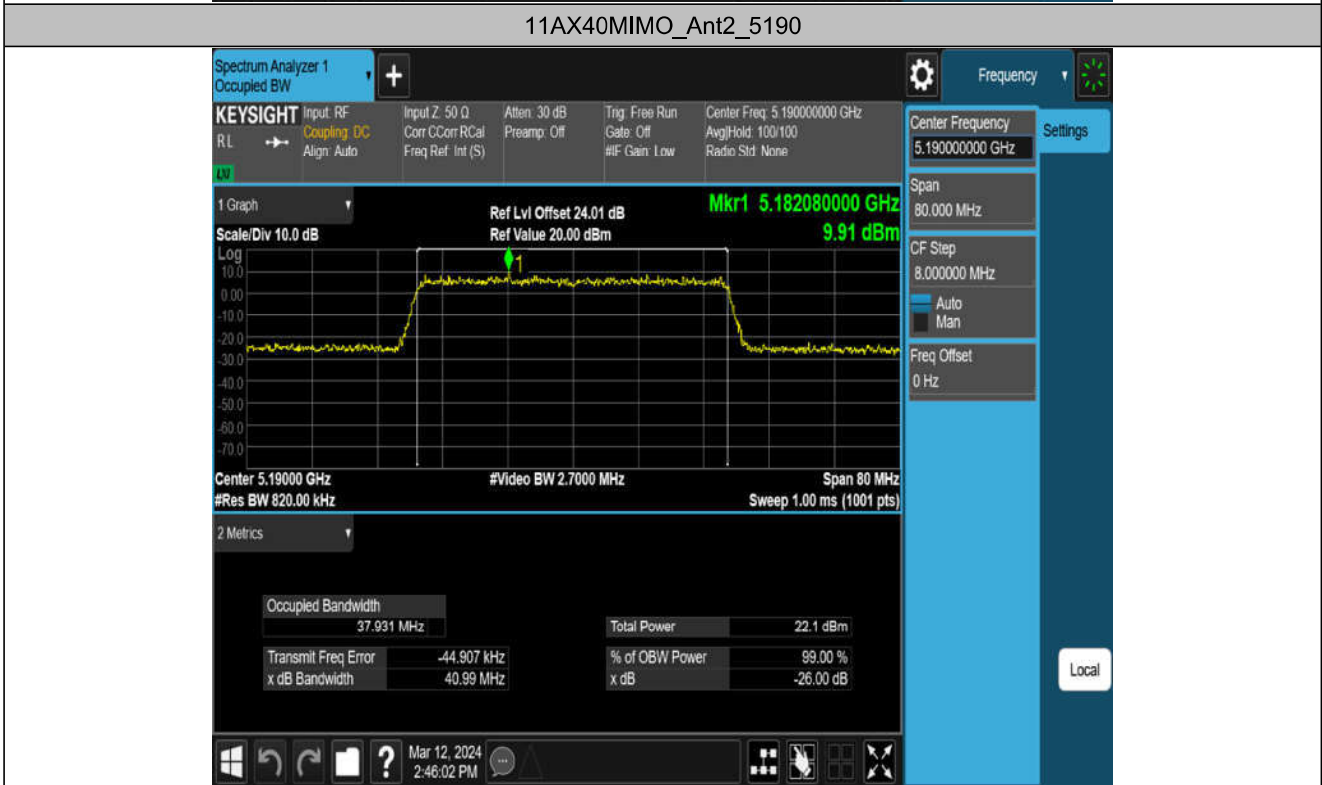 11AX40MIMO_Ant2_5190
Spectrum Analyzer 1
Occupied BW
+
Frequency
KEYSIGHT
RL
LXI
Input: RF
Coupling: DC
Align: Auto
Input Z: 50 Ω
Corr CCorr RCal
Freq Ref: Int (S)
Atten: 30 dB
Preamp: Off
Trig: Free Run
Gate: Off
#IF Gain: Low
Center Freq: 5.190000000 GHz
Avg|Hold: 100/100
Radio Std: None
Center Frequency
5.190000000 GHz
Settings
Span
80.000 MHz
CF Step
8.000000 MHz
Auto
Man
Freq Offset
0 Hz
1 Graph
Scale/Div 10.0 dB
Ref Lvl Offset 24.01 dB
Ref Value 20.00 dBm
Mkr1 5.182080000 GHz
9.91 dBm
Log
1
10.0
0.00
-10.0
-20.0
-30.0
-40.0
-50.0
-60.0
-70.0
Center 5.19000 GHz
#Video BW 2.7000 MHz
Span 80 MHz
#Res BW 820.00 kHz
Sweep 1.00 ms (1001 pts)
2 Metrics
Occupied Bandwidth
37.931 MHz
Total Power 22.1 dBm
Transmit Freq Error -44.907 kHz
% of OBW Power 99.00 %
x dB Bandwidth 40.99 MHz
x dB -26.00 dB
Local
?
Mar 12, 2024
2:46:02 PM